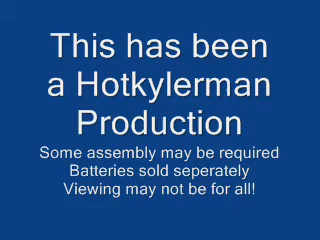 This has been
a Hotkylerman
Production
Some assembly may be required
Batteries sold seperately
Viewing may not be for all!